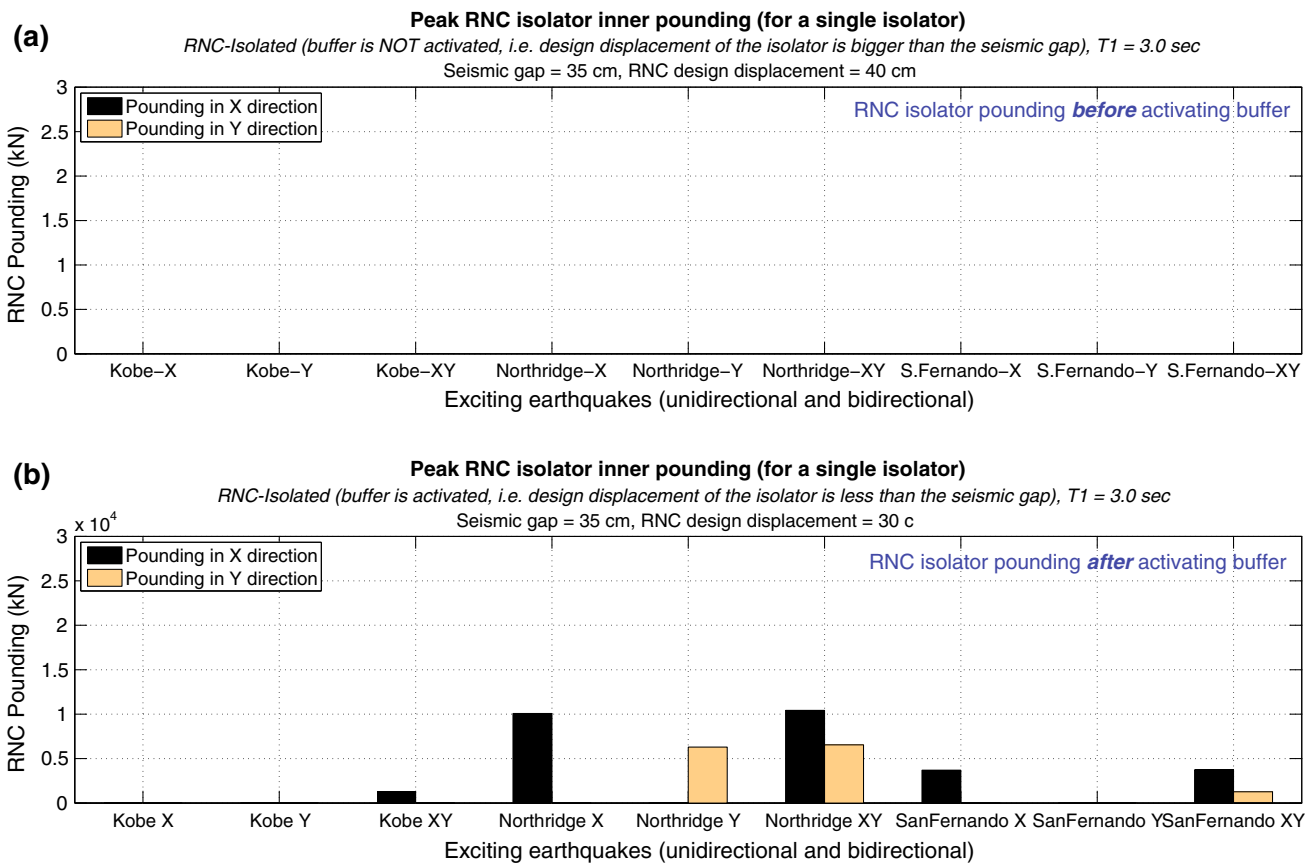 (a)
Peak RNC isolator inner pounding (for a single isolator)
RNC-Isolated (buffer is NOT activated, i.e. design displacement of the isolator is bigger than the seismic gap), T1 = 3.0 sec
Seismic gap = 35 cm, RNC design displacement = 40 cm
Pounding in X direction
Pounding in Y direction
RNC isolator pounding before activating buffer
RNC Pounding (kN)
3
2.5
2
1.5
1
0.5
0
Kobe−X Kobe−Y Kobe−XY Northridge−X Northridge−Y Northridge−XY S.Fernando−X S.Fernando−Y S.Fernando−XY
Exciting earthquakes (unidirectional and bidirectional)
(b)
Peak RNC isolator inner pounding (for a single isolator)
RNC-Isolated (buffer is activated, i.e. design displacement of the isolator is less than the seismic gap), T1 = 3.0 sec
Seismic gap = 35 cm, RNC design displacement = 30 c
x 10^4
Pounding in X direction
Pounding in Y direction
RNC isolator pounding after activating buffer
RNC Pounding (kN)
3
2.5
2
1.5
1
0.5
0
Kobe X Kobe Y Kobe XY Northridge X Northridge Y Northridge XY SanFernando X SanFernando Y SanFernando XY
Exciting earthquakes (unidirectional and bidirectional)